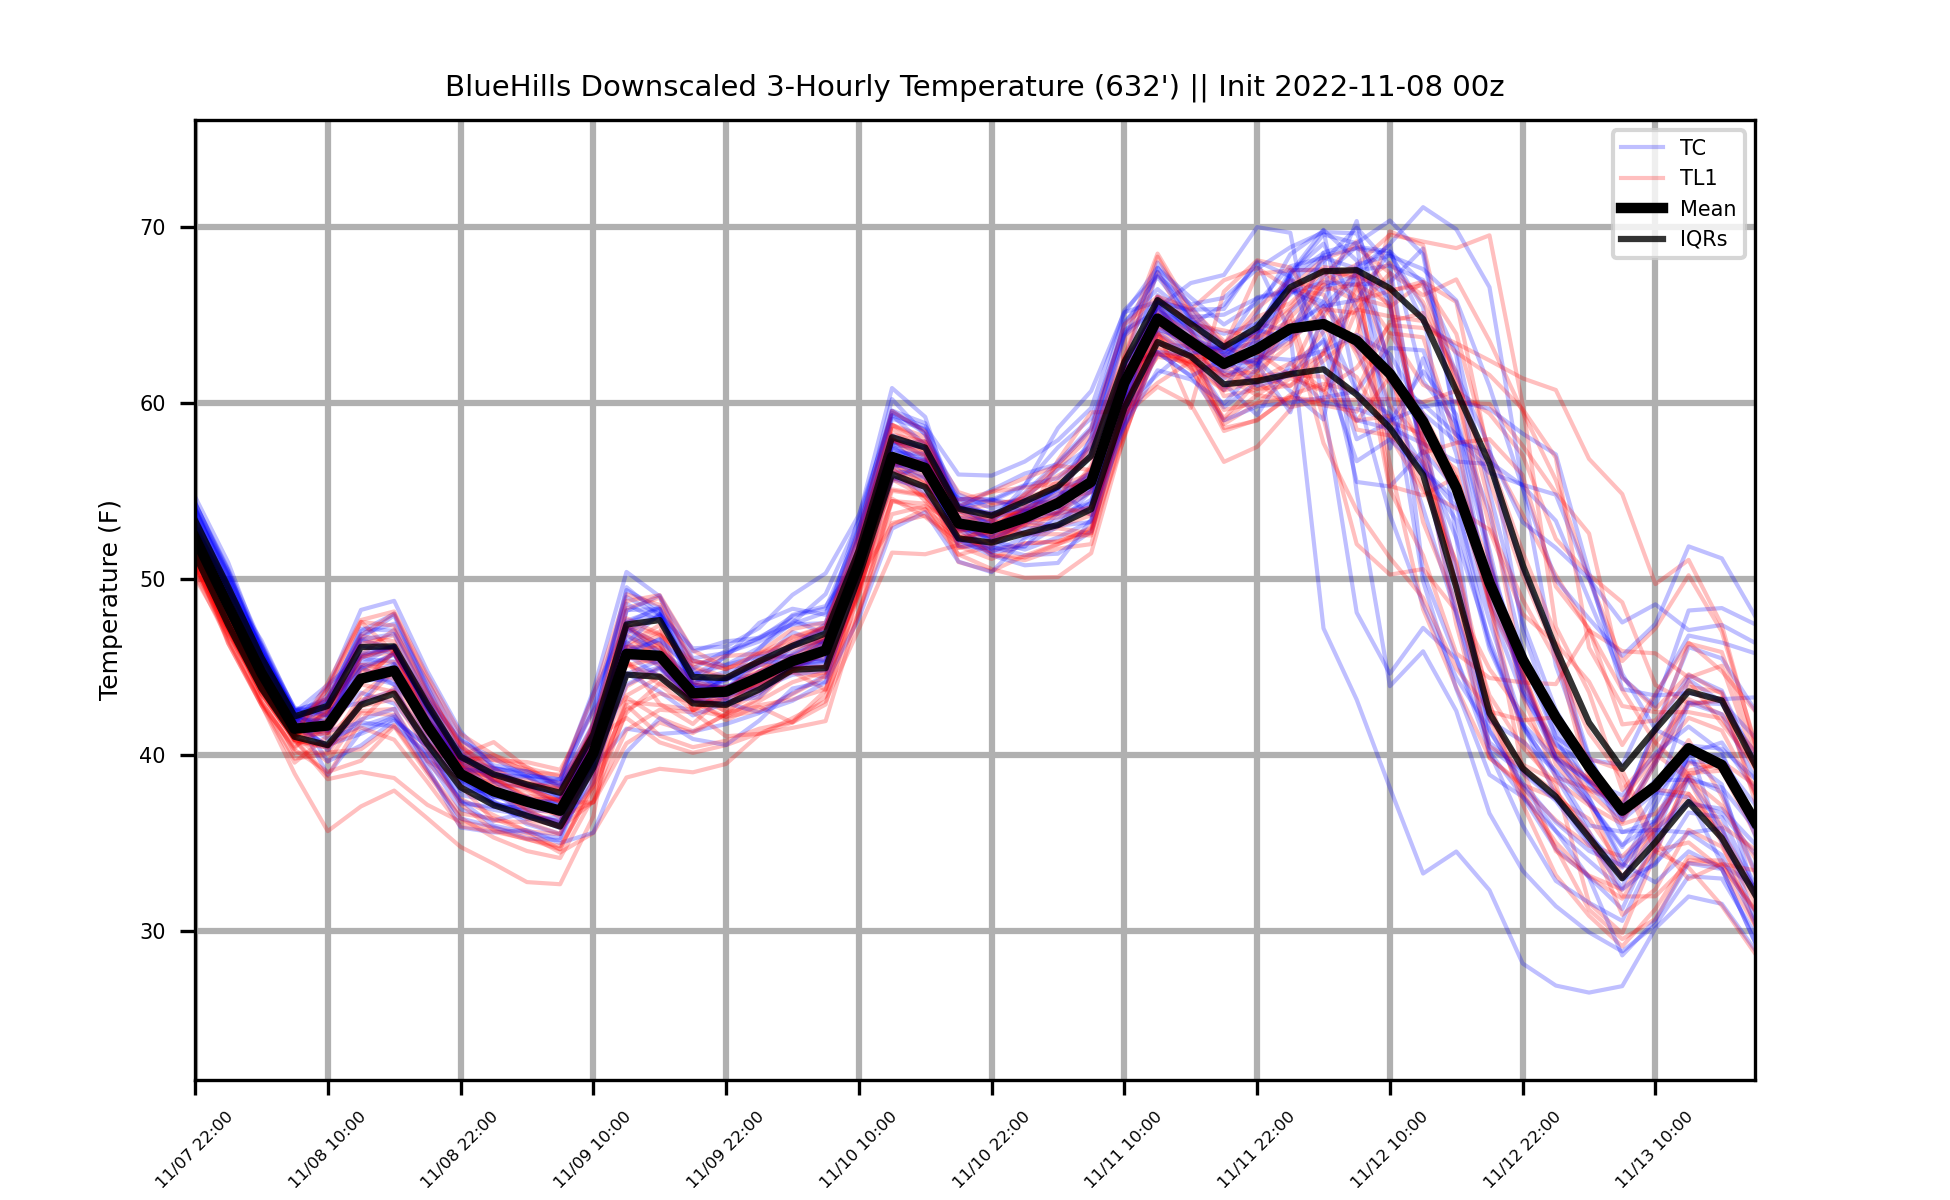 BlueHills Downscaled 3-Hourly Temperature (632') || Init 2022-11-08 00z
TC
TL1
Mean
IQRs
Temperature (F)
70
60
50
40
30
11/07 22:00
11/08 10:00
11/08 22:00
11/09 10:00
11/09 22:00
11/10 10:00
11/10 22:00
11/11 10:00
11/11 22:00
11/12 10:00
11/12 22:00
11/13 10:00